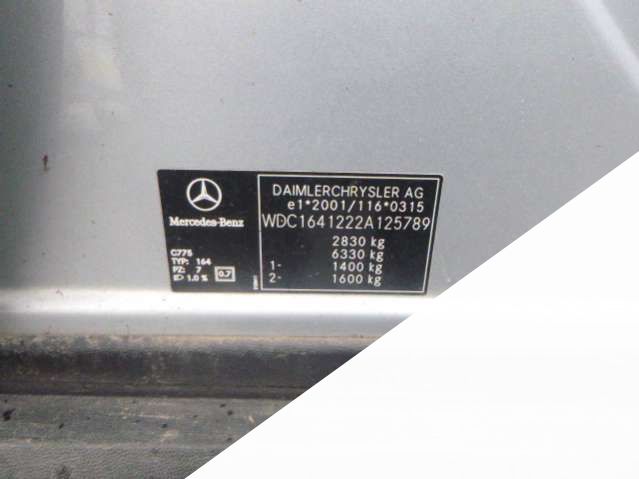 Mercedes-Benz
C775
TYP: 164
PZ: 7
1.0 % 0.7
DAIMLERCHRYSLER AG
e1*2001/116*0315
WDC1641222A125789
2830 kg
6330 kg
1- 1400 kg
2- 1600 kg